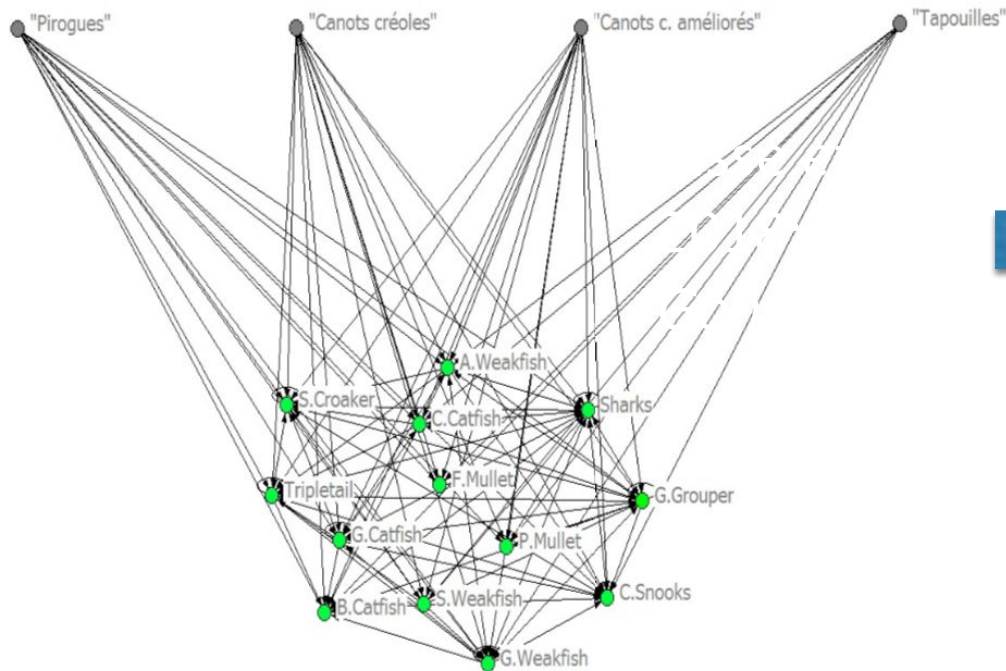 "Pirogues"
"Canots créoles"
"Canots c. améliorés"
"Tapouilles"
A.Weakfish
S.Croaker
Sharks
C.Catfish
F.Mullet
Tripletail
G.Grouper
G.Catfish
P.Mullet
C.Snooks
S.Weakfish
B.Catfish
G.Weakfish